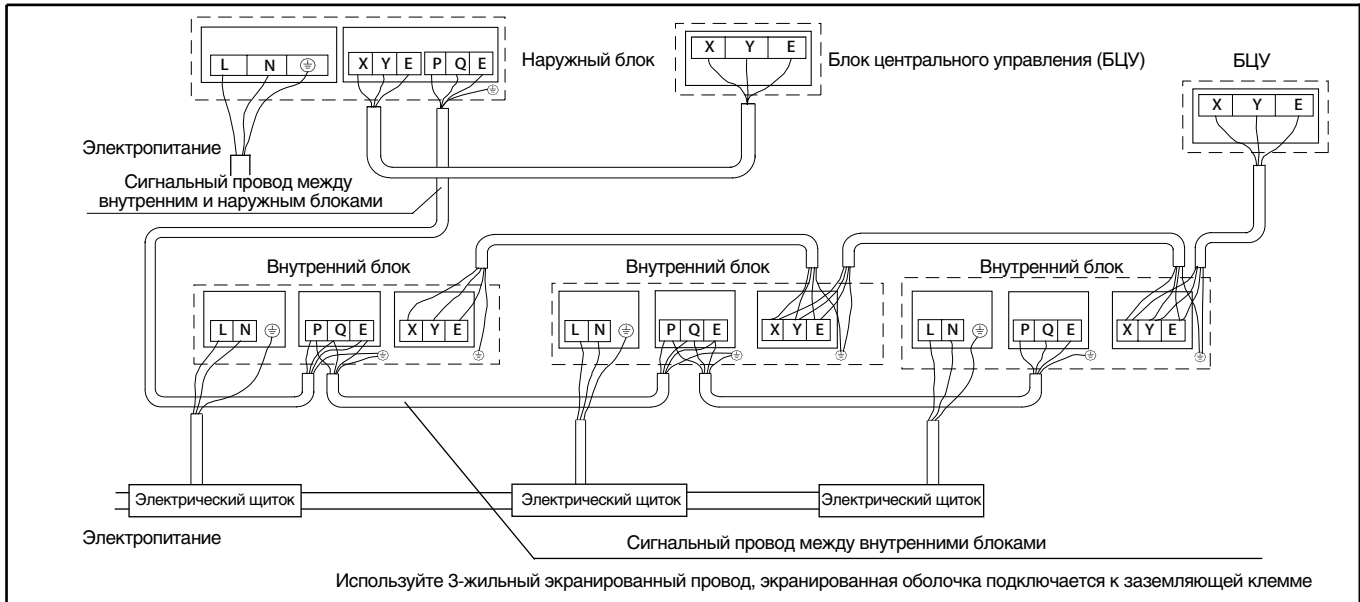 L N
X Y E P Q E
Наружный блок
X Y E
Блок центрального управления (БЦУ)
БЦУ
X Y E
Электропитание
Сигнальный провод между
внутренним и наружным блоками
Внутренний блок
Внутренний блок
Внутренний блок
L N
P Q E
X Y E
L N
P Q E
X Y E
L N
P Q E
X Y E
Электрический щиток
Электрический щиток
Электрический щиток
Электропитание
Сигнальный провод между внутренними блоками
Используйте 3-жильный экранированный провод, экранированная оболочка подключается к заземляющей клемме